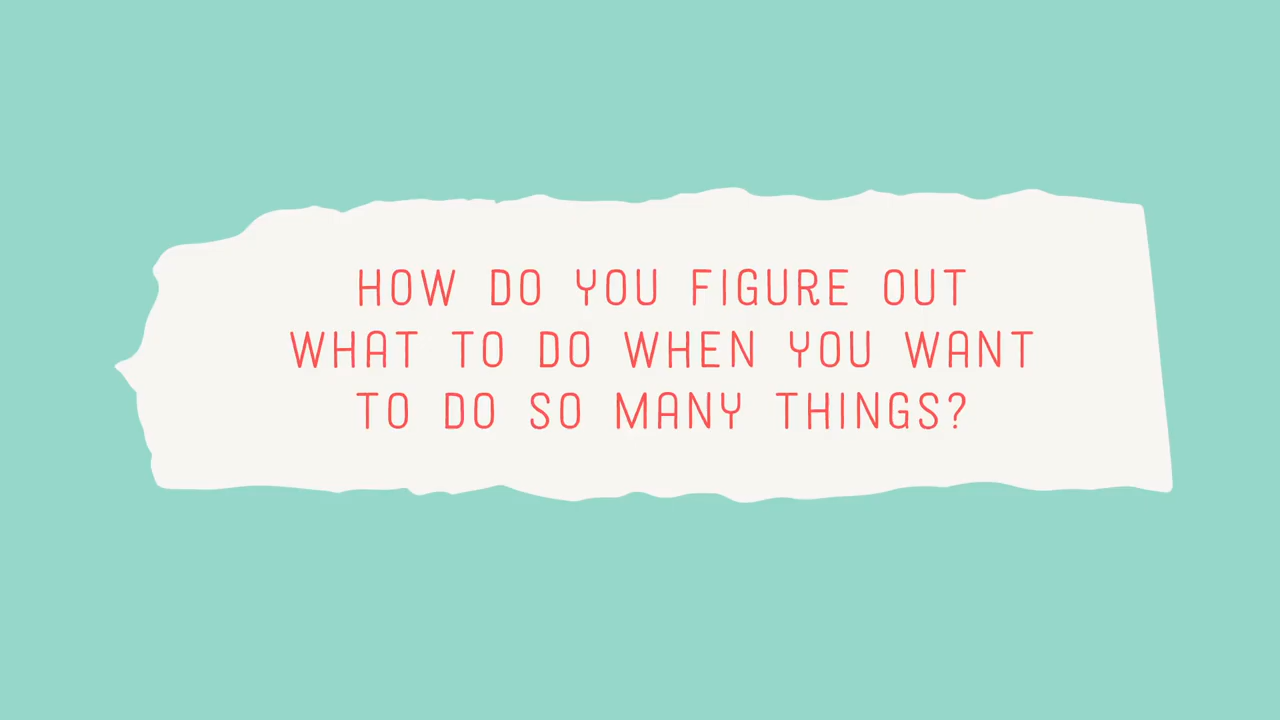 HOW DO YOU FIGURE OUT
WHAT TO DO WHEN YOU WANT
TO DO SO MANY THINGS?